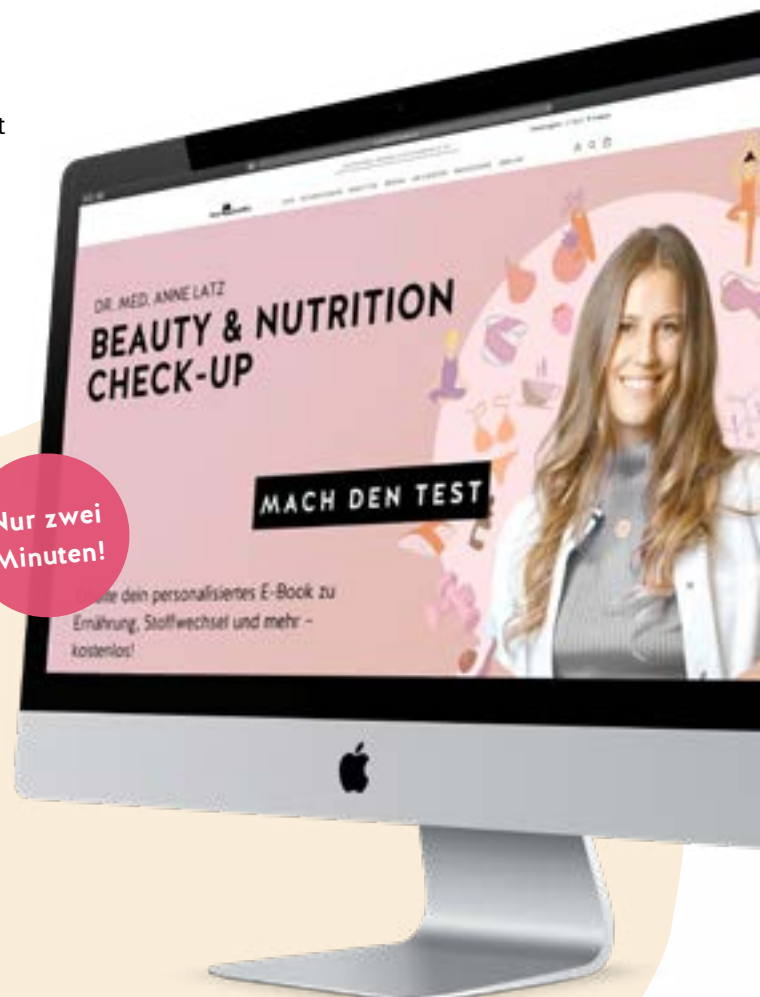 t
DR. MED. ANNE LATZ
BEAUTY & NUTRITION
CHECK-UP
MACH DEN TEST
Nur zwei
Minuten!
dein personalisiertes E-Book zu
Ernährung, Stoffwechsel und mehr –
kostenlos!